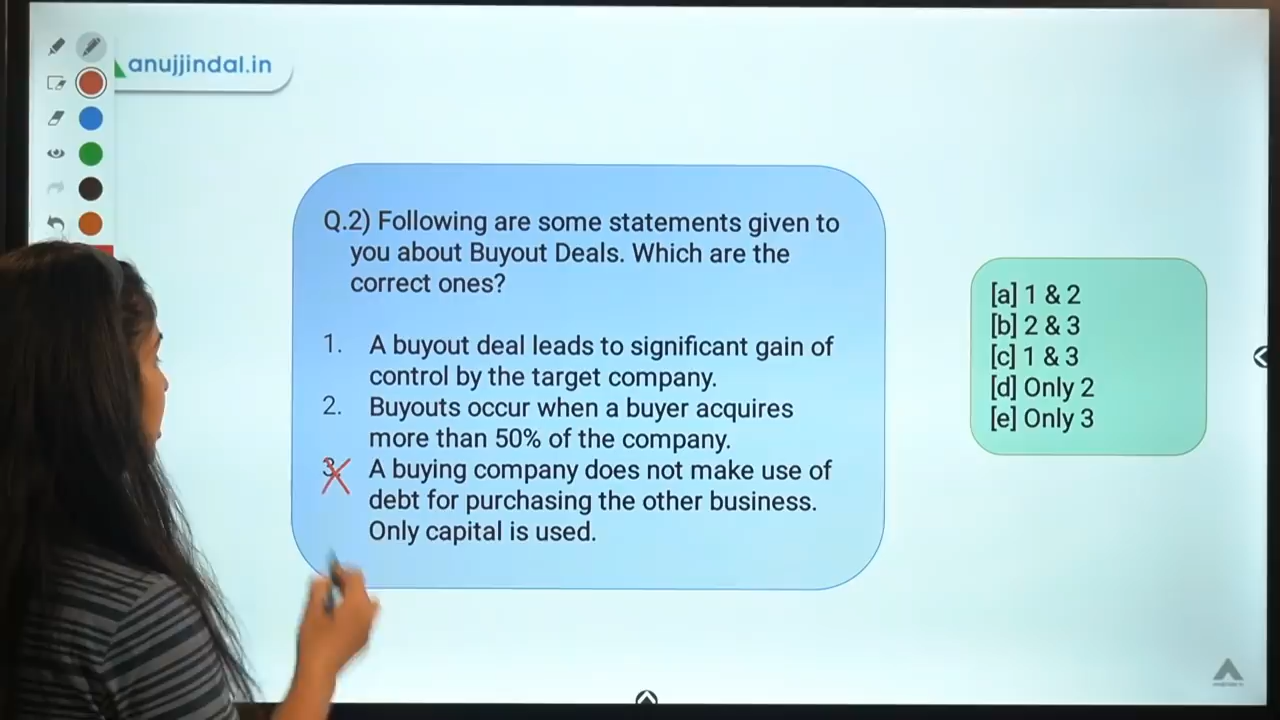 anujjindal.in
Q.2) Following are some statements given to
you about Buyout Deals. Which are the
correct ones?
1. A buyout deal leads to significant gain of
control by the target company.
2. Buyouts occur when a buyer acquires
more than 50% of the company.
3. A buying company does not make use of
debt for purchasing the other business.
Only capital is used.
[a] 1 & 2
[b] 2 & 3
[c] 1 & 3
[d] Only 2
[e] Only 3